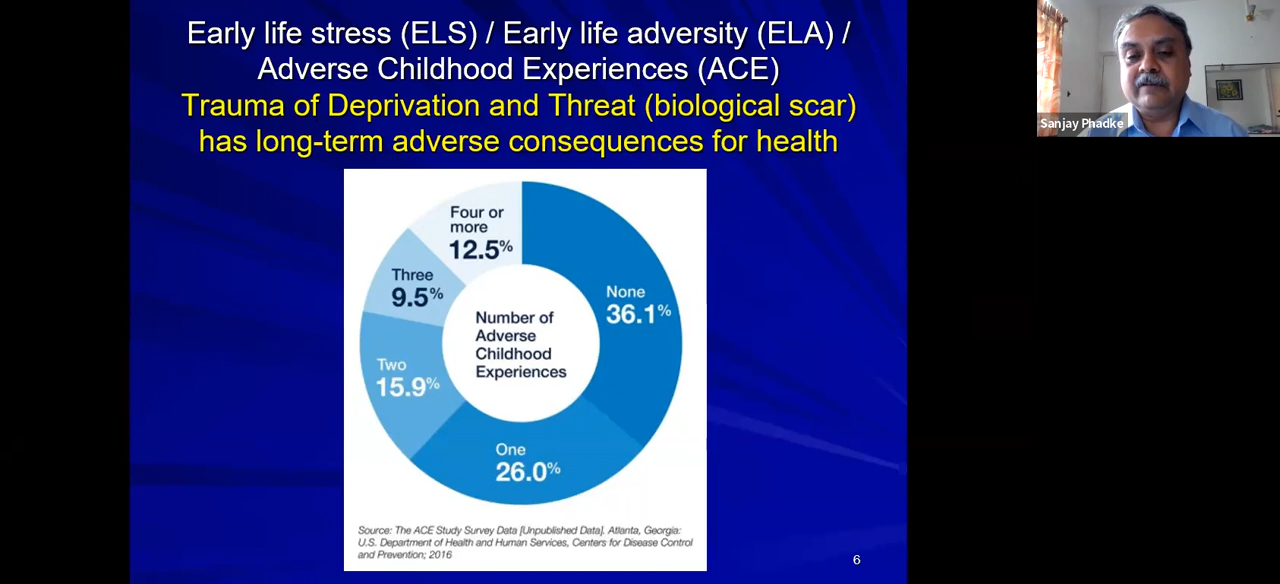 Early life stress (ELS) / Early life adversity (ELA) /
Adverse Childhood Experiences (ACE)
Trauma of Deprivation and Threat (biological scar)
has long-term adverse consequences for health
Four or
more
12.5%
Three
9.5%
Two
15.9%
One
26.0%
None
36.1%
Number of
Adverse
Childhood
Experiences
Source: The ACE Study Survey Data [Unpublished Data], Atlanta, Georgia:
U.S. Department of Health and Human Services, Centers for Disease Control
and Prevention; 2016
6
Sanjay Phadke